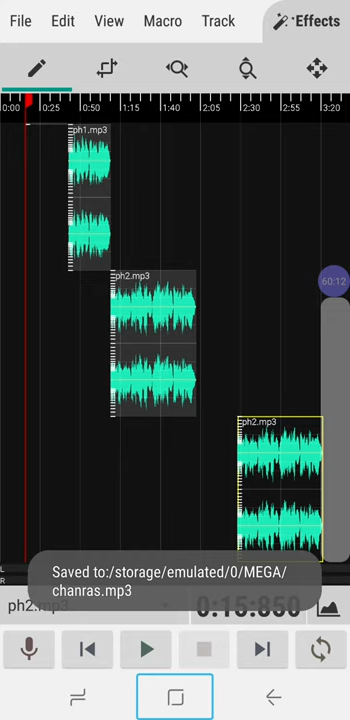 File Edit View Macro Track Effects
0:00 0:25 0:50 1:15 1:40 2:05 2:30 2:55 3:20
ph1.mp3
ph2.mp3
60:12
ph2.mp3
L
R
Saved to:/storage/emulated/0/MEGA/
chanras.mp3
ph2.mp3 0:15:850